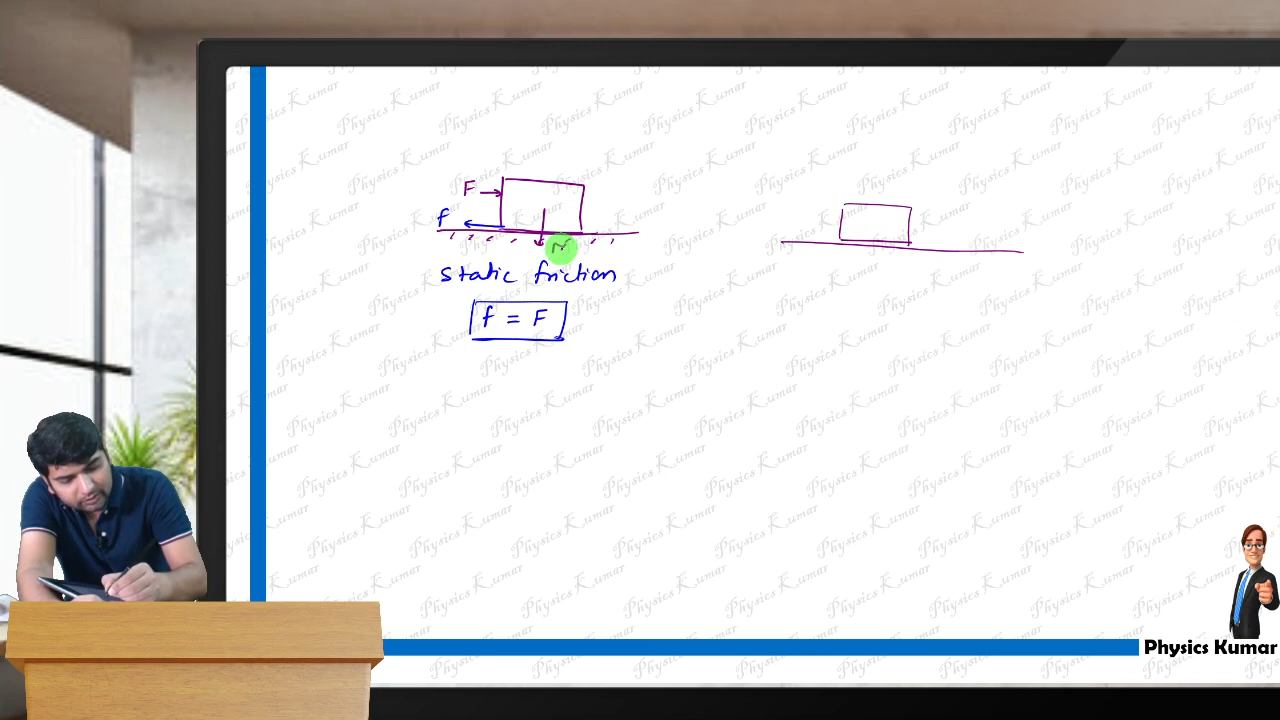 F
f
N
static friction
f = F
Physics Kumar